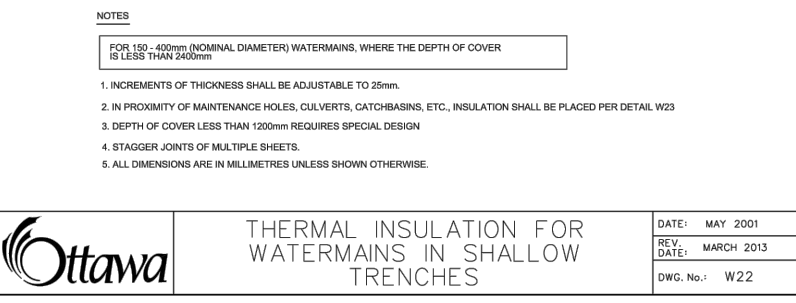 NOTES
FOR 150 - 400mm (NOMINAL DIAMETER) WATERMAINS, WHERE THE DEPTH OF COVER
IS LESS THAN 2400mm
1. INCREMENTS OF THICKNESS SHALL BE ADJUSTABLE TO 25mm.
2. IN PROXIMITY OF MAINTENANCE HOLES, CULVERTS, CATCHBASINS, ETC., INSULATION SHALL BE PLACED PER DETAIL W23
3. DEPTH OF COVER LESS THAN 1200mm REQUIRES SPECIAL DESIGN
4. STAGGER JOINTS OF MULTIPLE SHEETS.
5. ALL DIMENSIONS ARE IN MILLIMETRES UNLESS SHOWN OTHERWISE.
Ottawa
THERMAL INSULATION FOR
WATERMAINS IN SHALLOW
TRENCHES
DATE: MAY 2001
REV.
DATE: MARCH 2013
DWG. No.: W22